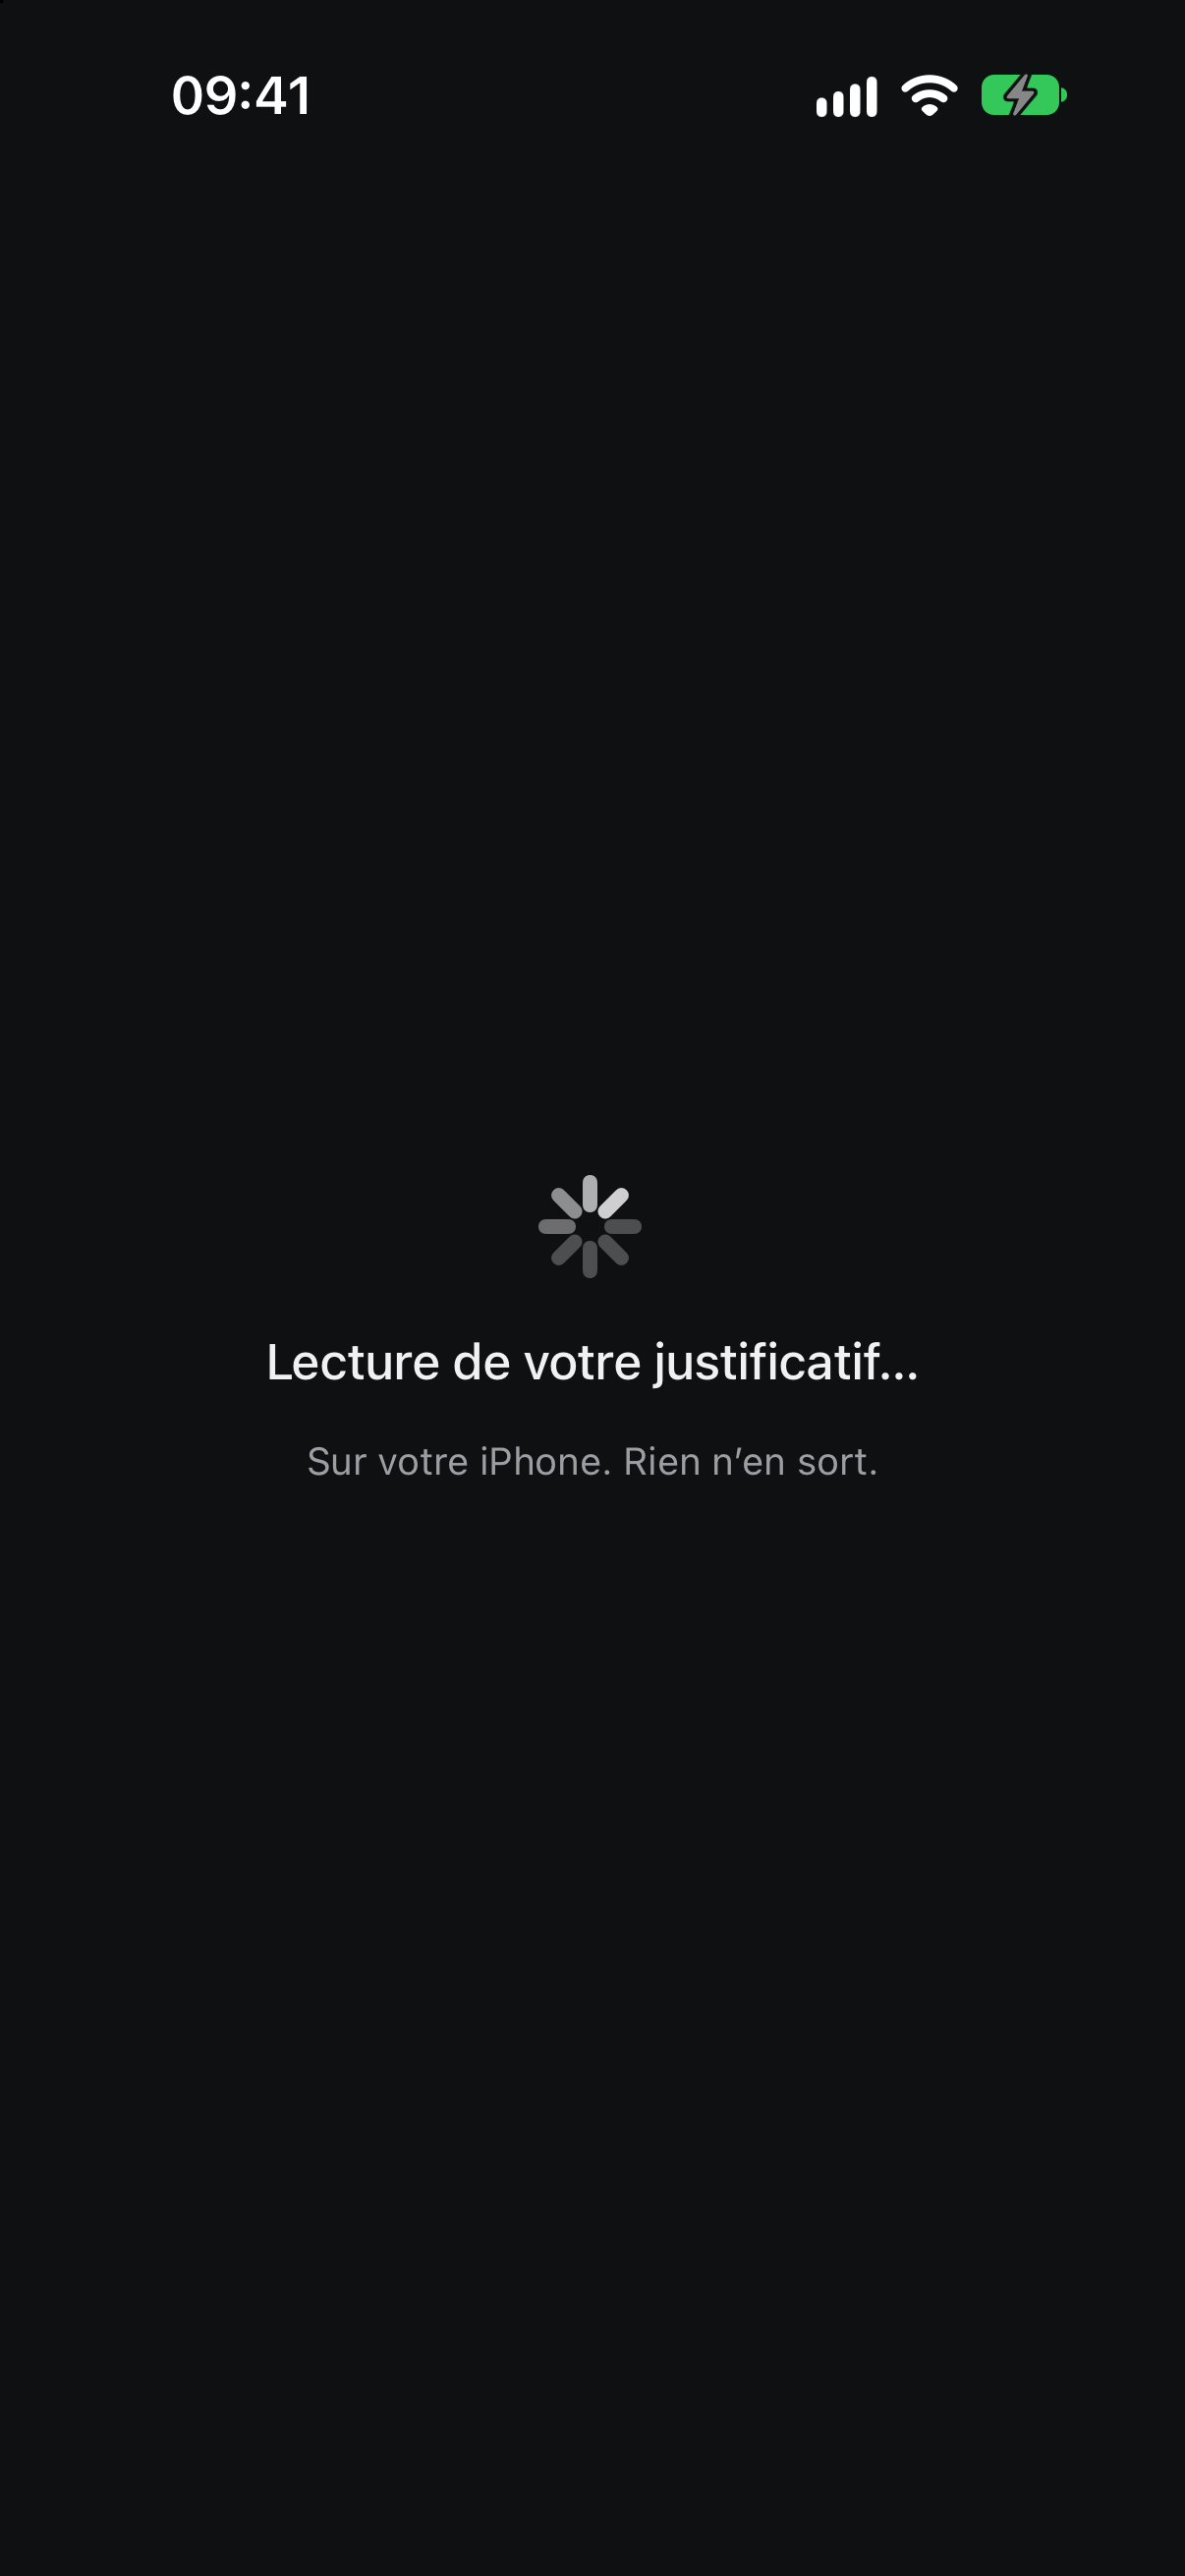 09:41
Lecture de votre justificatif…
Sur votre iPhone. Rien n’en sort.